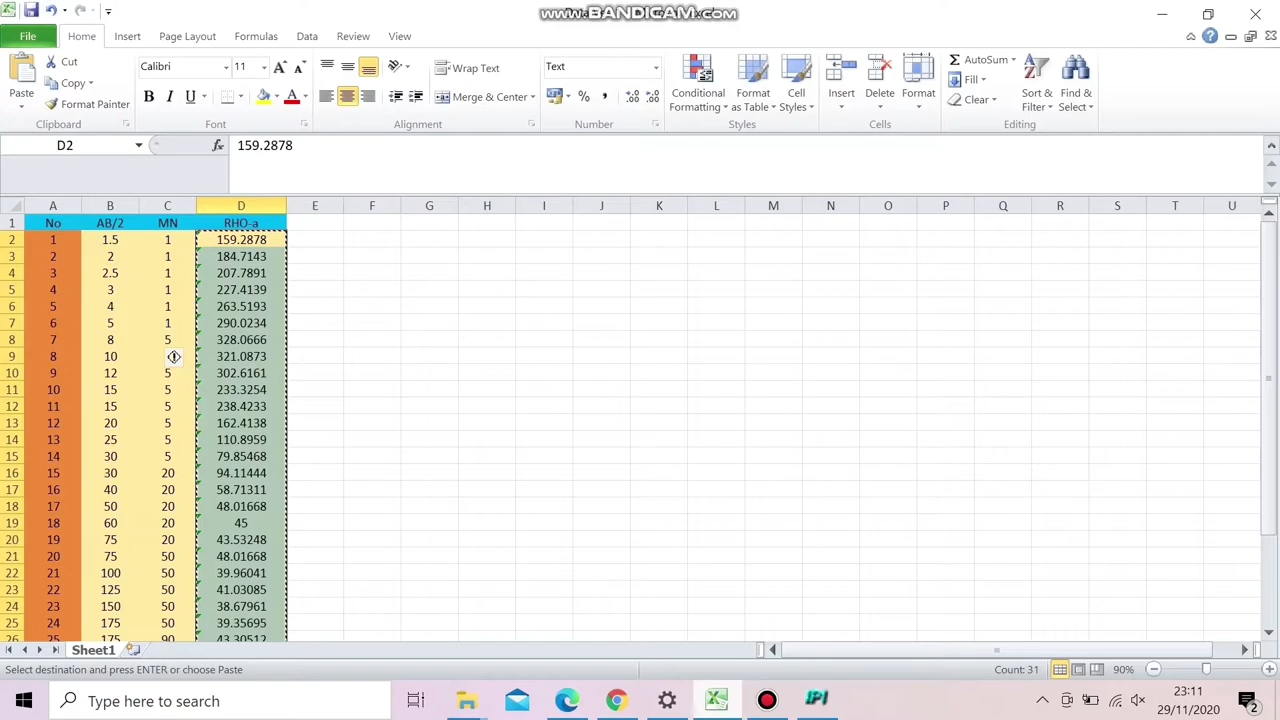 www.BANDICAM.com
File Home Insert Page Layout Formulas Data Review View
Paste
Cut
Copy
Format Painter
Clipboard
Calibri 11
B I U
Font
Wrap Text
Merge & Center
Alignment
Text
Number
Conditional Formatting
Format as Table
Cell Styles
Styles
Insert
Delete
Format
Cells
AutoSum
Fill
Clear
Sort & Filter
Find & Select
Editing
D2 fx 159.2878
A B C D E F G H I J K L M N O P Q R S T U
1 No AB/2 MN RHO-a
2 1 1.5 1 159.2878
3 2 2 1 184.7143
4 3 2.5 1 207.7891
5 4 3 1 227.4139
6 5 4 1 263.5193
7 6 5 1 290.0234
8 7 8 5 328.0666
9 8 10 321.0873
10 9 12 5 302.6161
11 10 15 5 233.3254
12 11 15 5 238.4233
13 12 20 5 162.4138
14 13 25 5 110.8959
15 14 30 5 79.85468
16 15 30 20 94.11444
17 16 40 20 58.71311
18 17 50 20 48.01668
19 18 60 20 45
20 19 75 20 43.53248
21 20 75 50 48.01668
22 21 100 50 39.96041
23 22 125 50 41.03085
24 23 150 50 38.67961
25 24 175 50 39.35695
26 25 175 90 43.30512
Sheet1
Select destination and press ENTER or choose Paste
Count: 31
90%
Type here to search
IPI
23:11
29/11/2020
2